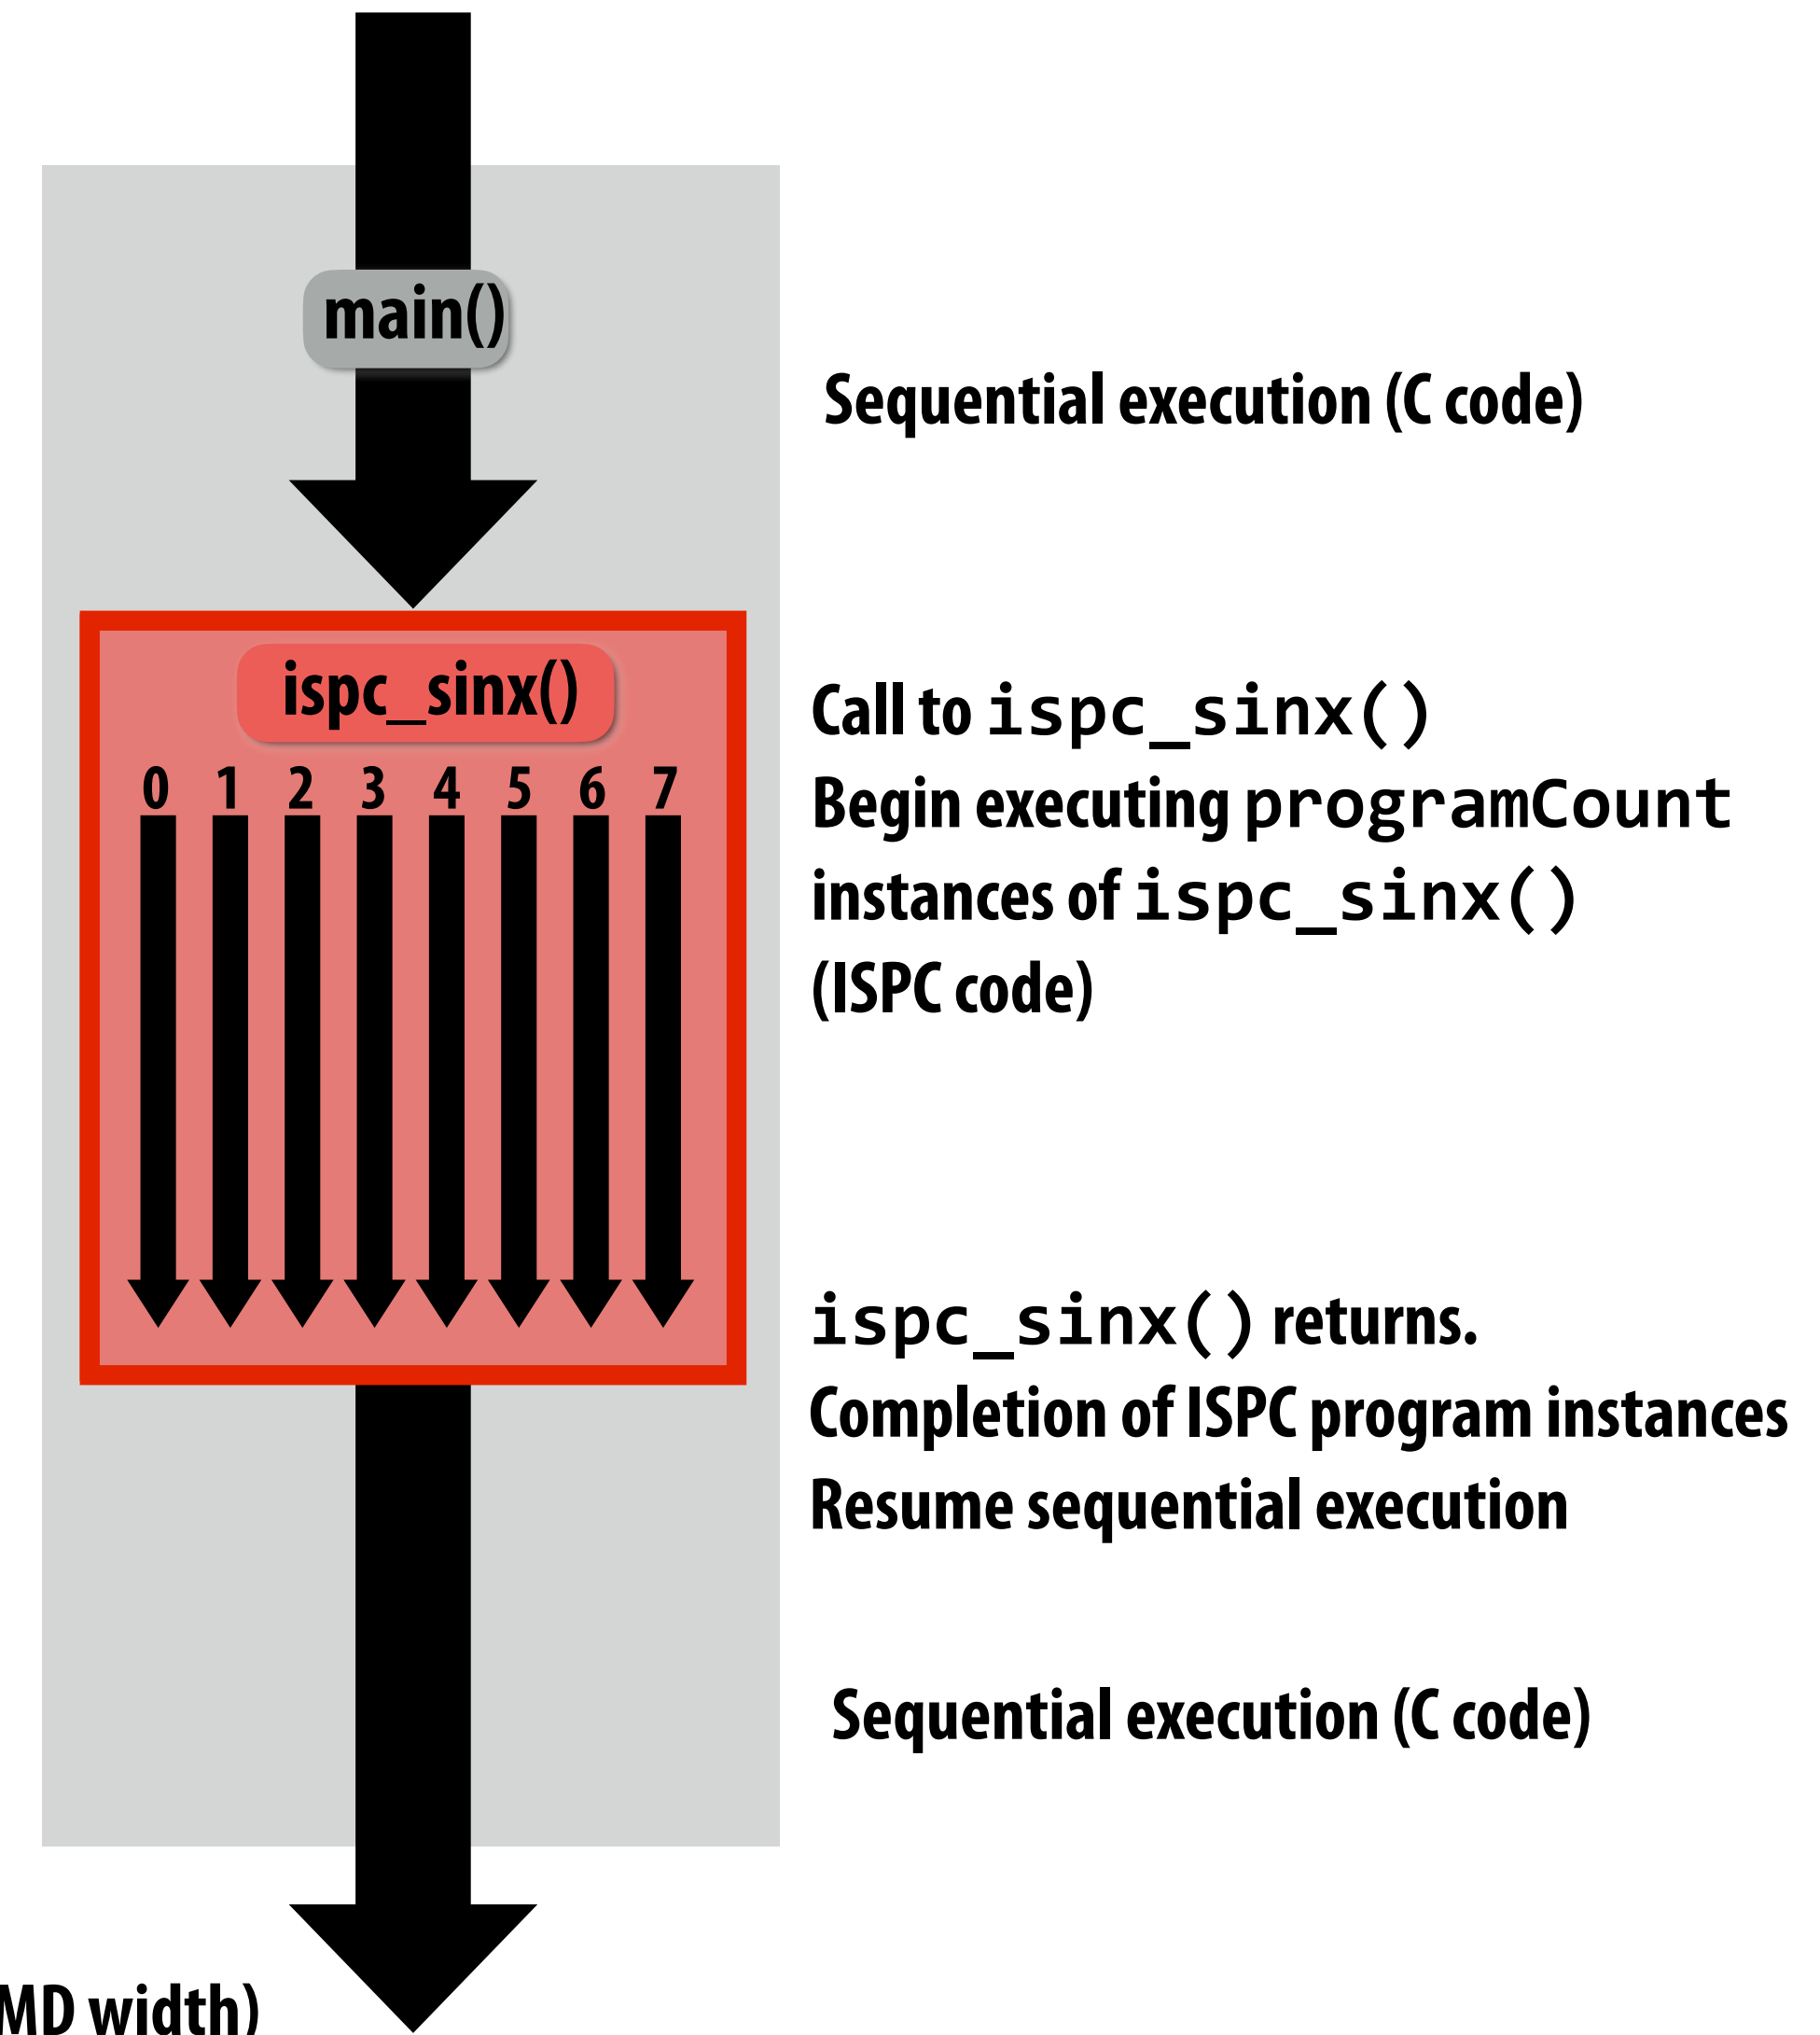 main()
Sequential execution (C code)
ispc_sinx()
0 1 2 3 4 5 6 7
Call to ispc_sinx()
Begin executing programCount
instances of ispc_sinx()
(ISPC code)
ispc_sinx() returns.
Completion of ISPC program instances
Resume sequential execution
Sequential execution (C code)
MD width)